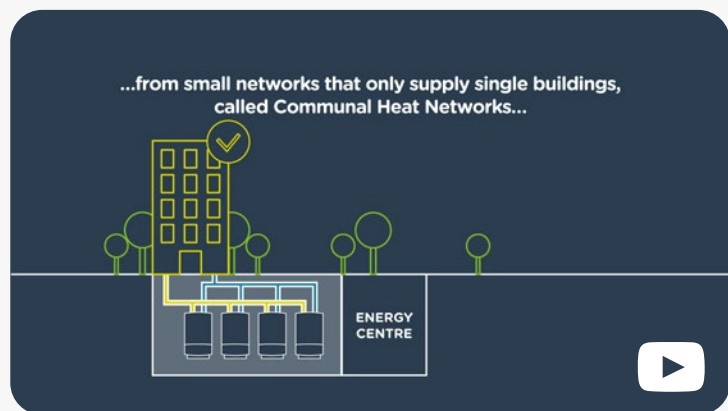 ...from small networks that only supply single buildings,
called Communal Heat Networks...
ENERGY
CENTRE